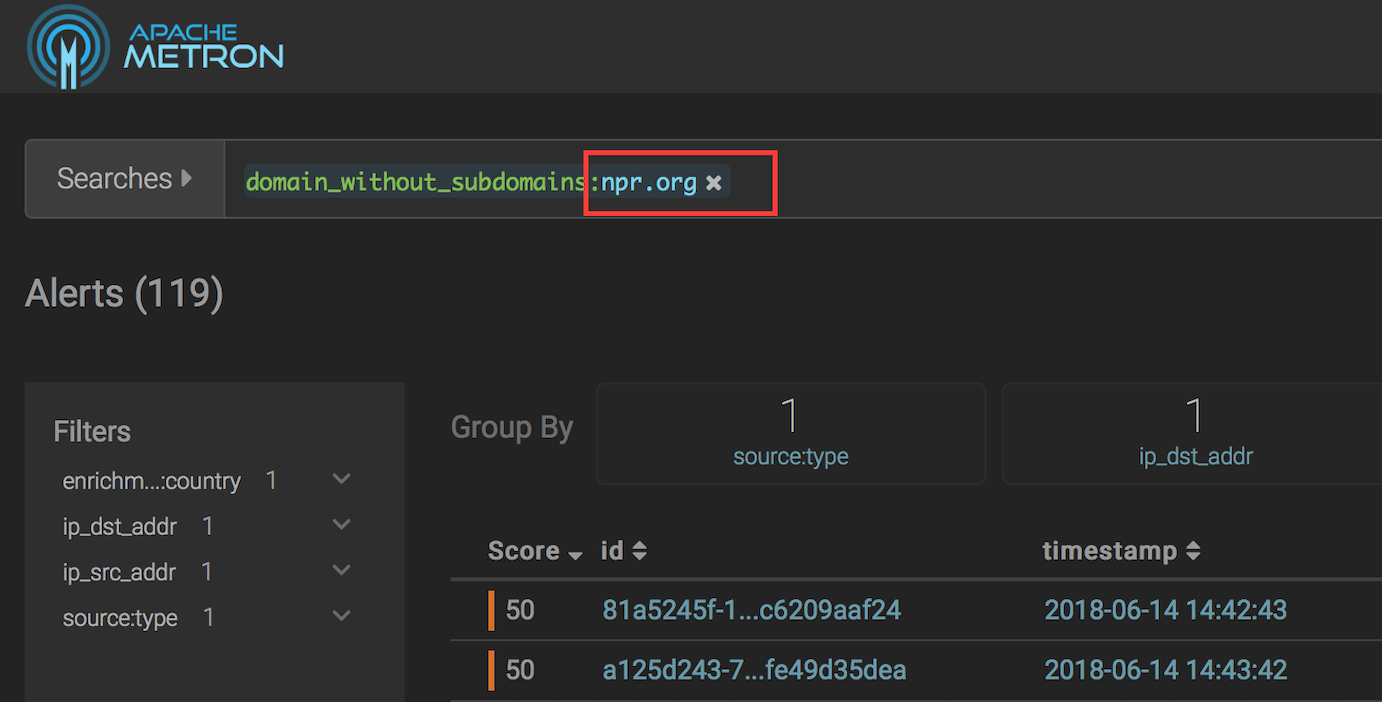 APACHE
METRON
Searches
domain_without_subdomains:npr.org ×
Alerts (119)
Filters
enrichm...:country 1
ip_dst_addr 1
ip_src_addr 1
source:type 1
Group By
1
source:type
1
ip_dst_addr
Score id timestamp
50 81a5245f-1...c6209aaf24 2018-06-14 14:42:43
50 a125d243-7...fe49d35dea 2018-06-14 14:43:42